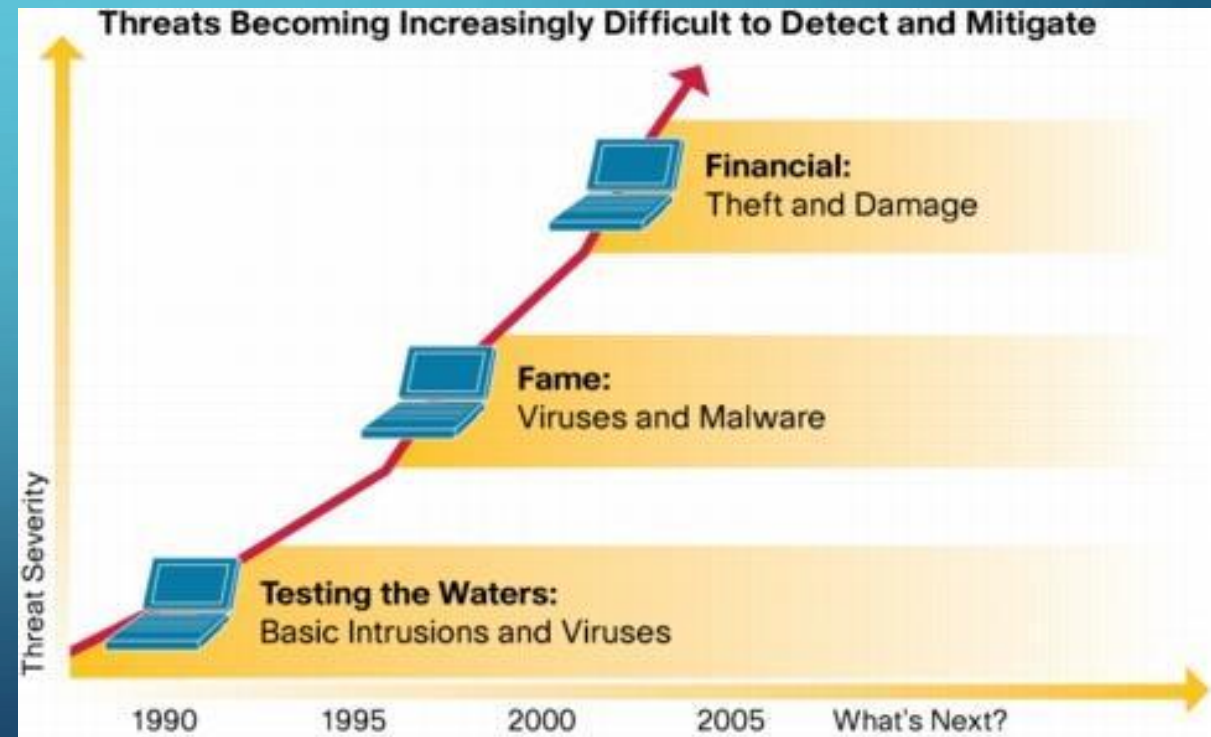 Threats Becoming Increasingly Difficult to Detect and Mitigate
Financial:
Theft and Damage
Fame:
Viruses and Malware
Testing the Waters:
Basic Intrusions and Viruses
Threat Severity
1990 1995 2000 2005 What's Next?